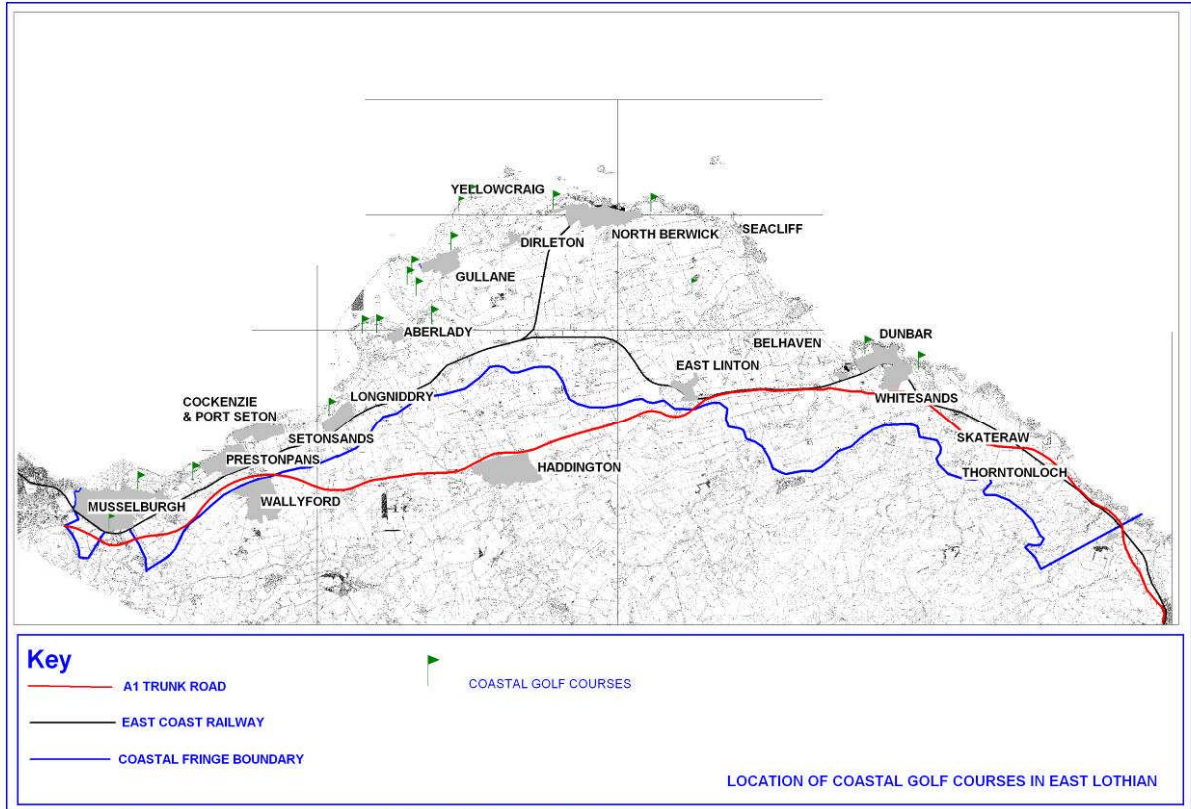 YELLOWCRAIG
NORTH BERWICK
SEACLIFF
DIRLETON
GULLANE
ABERLADY
DUNBAR
BELHAVEN
EAST LINTON
COCKENZIE
& PORT SETON
LONGNIDDRY
WHITESANDS
SETONSANDS
SKATERAW
PRESTONPANS
HADDINGTON
THORNTONLOCH
WALLYFORD
MUSSELBURGH
Key
A1 TRUNK ROAD
COASTAL GOLF COURSES
EAST COAST RAILWAY
COASTAL FRINGE BOUNDARY
LOCATION OF COASTAL GOLF COURSES IN EAST LOTHIAN